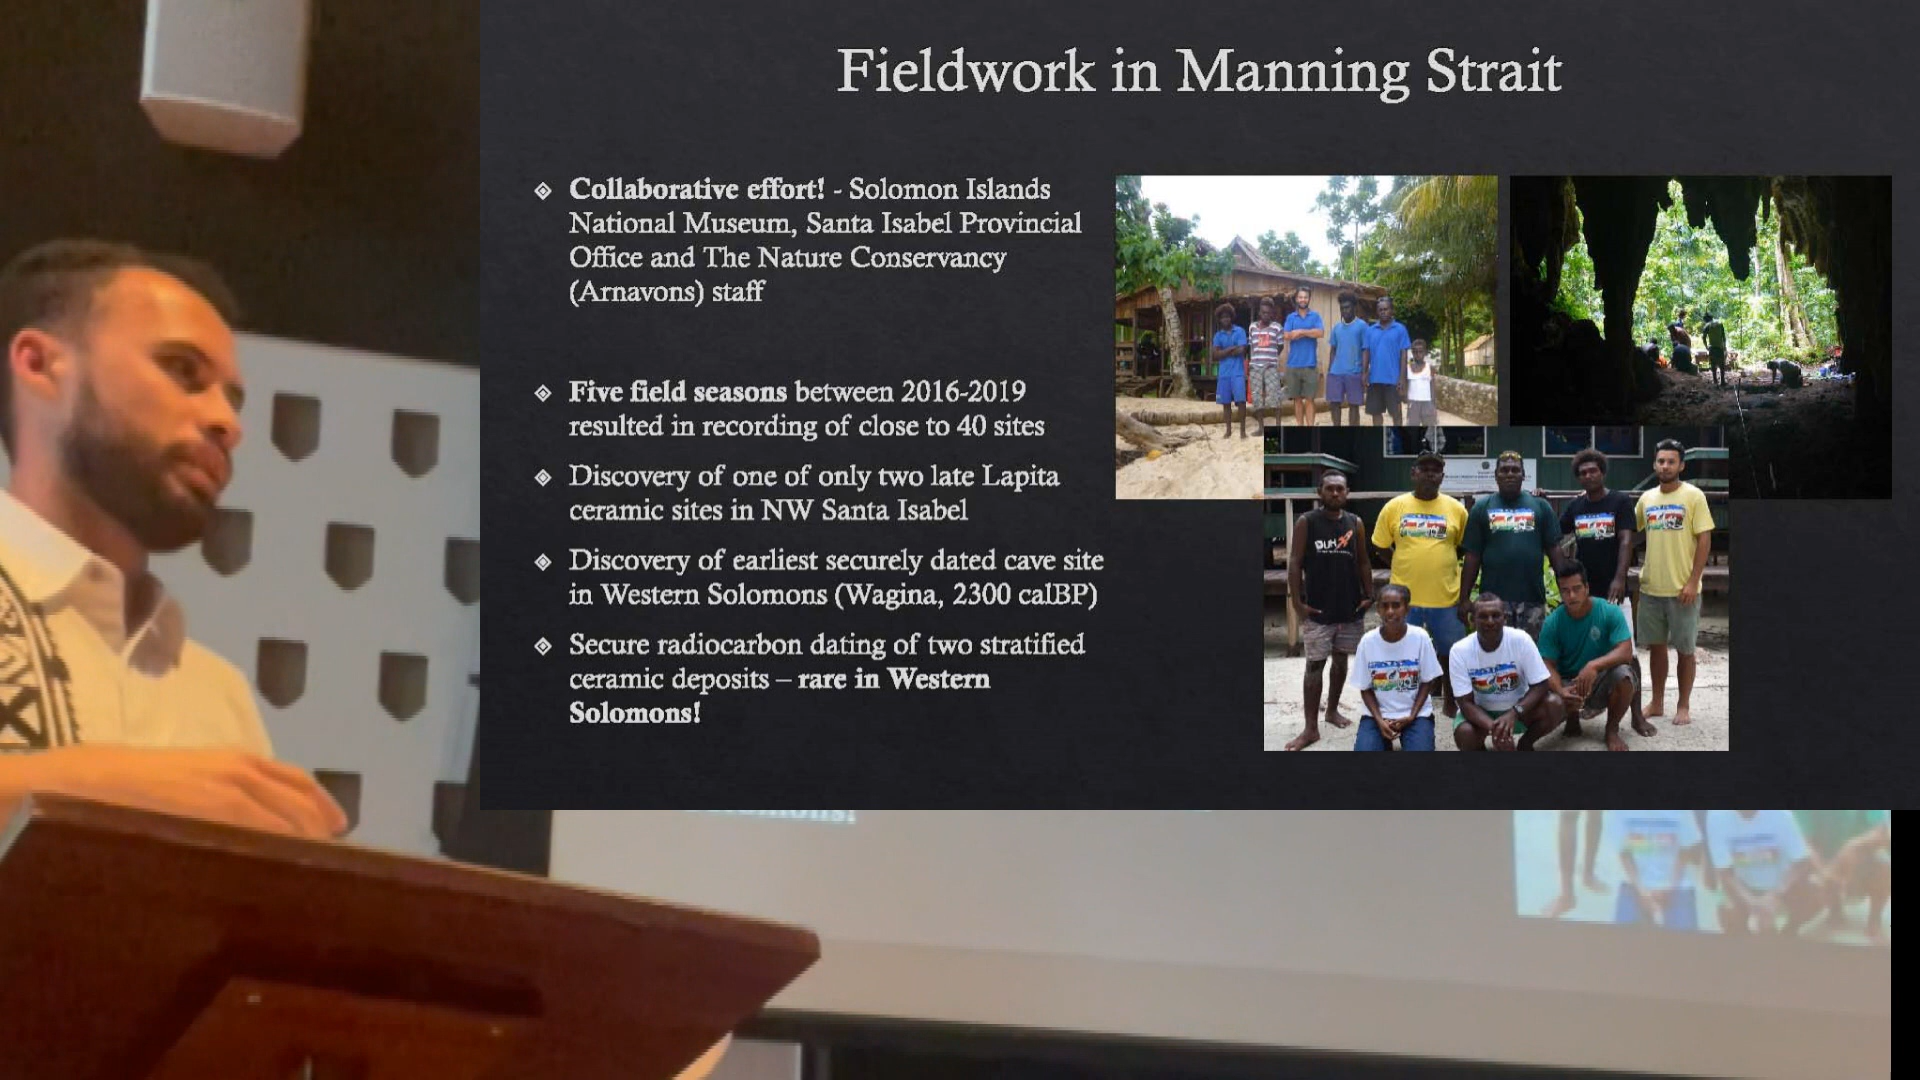 Fieldwork in Manning Strait
Collaborative effort! - Solomon Islands
National Museum, Santa Isabel Provincial
Office and The Nature Conservancy
(Arnavons) staff
Five field seasons between 2016-2019
resulted in recording of close to 40 sites
Discovery of one of only two late Lapita
ceramic sites in NW Santa Isabel
Discovery of earliest securely dated cave site
in Western Solomons (Wagina, 2300 calBP)
Secure radiocarbon dating of two stratified
ceramic deposits – rare in Western
Solomons!